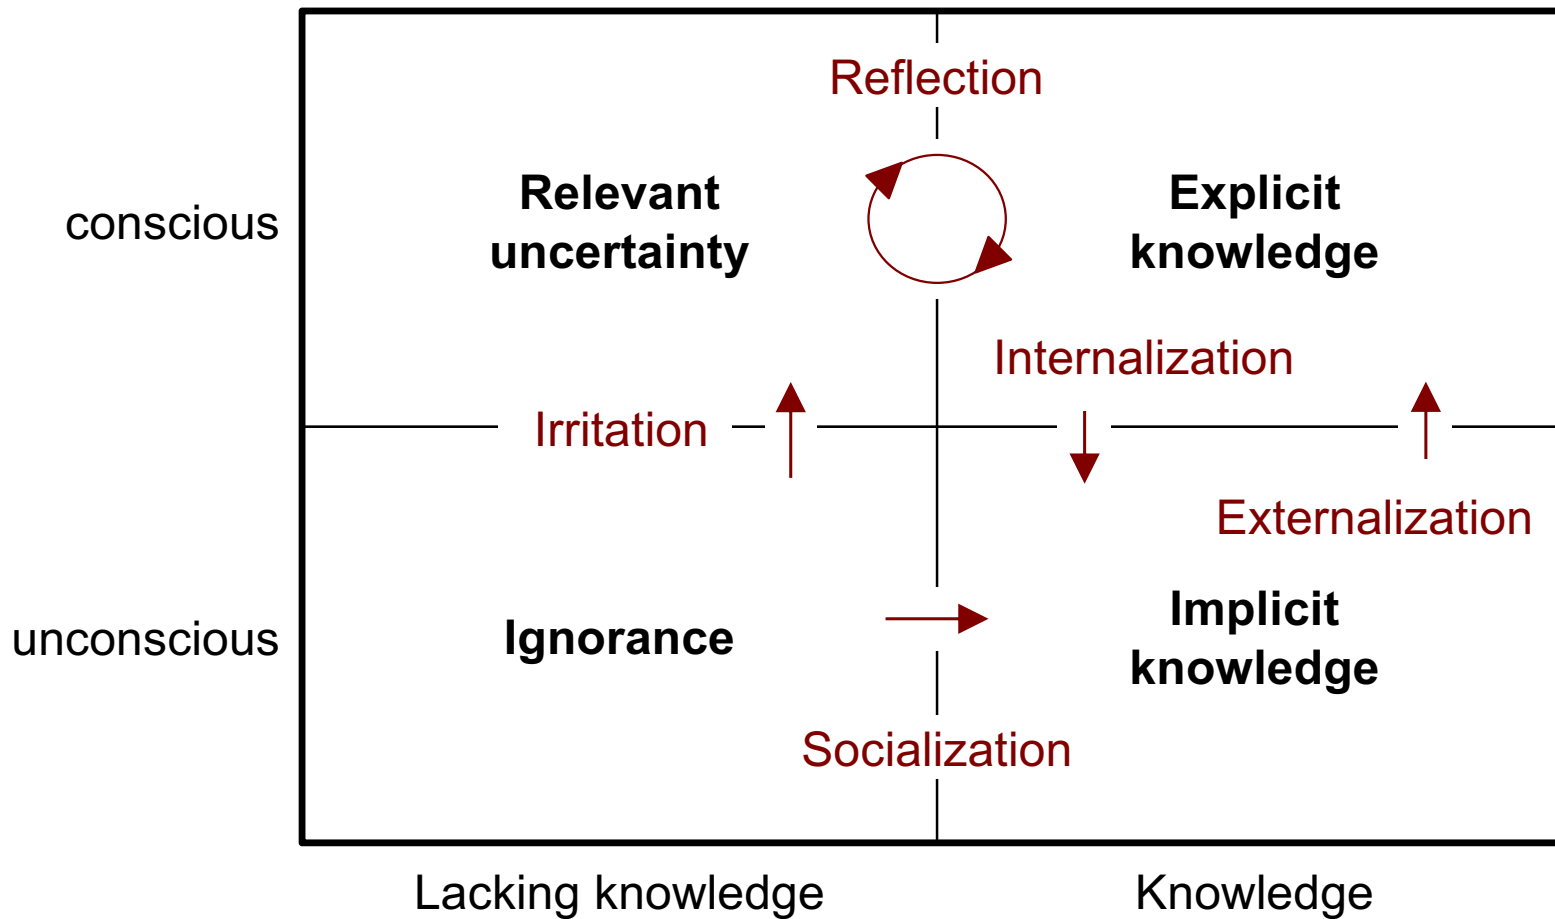 Reflection
Relevant
uncertainty
Explicit
knowledge
conscious
Internalization
Irritation
Externalization
Ignorance
Implicit
knowledge
unconscious
Socialization
Lacking knowledge
Knowledge